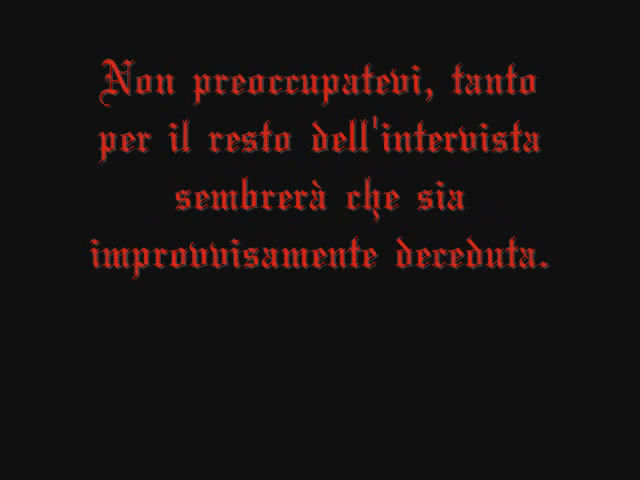 Non preoccupatevi, tanto
per il resto dell'intervista
sembrerà che sia
improvvisamente deceduta.